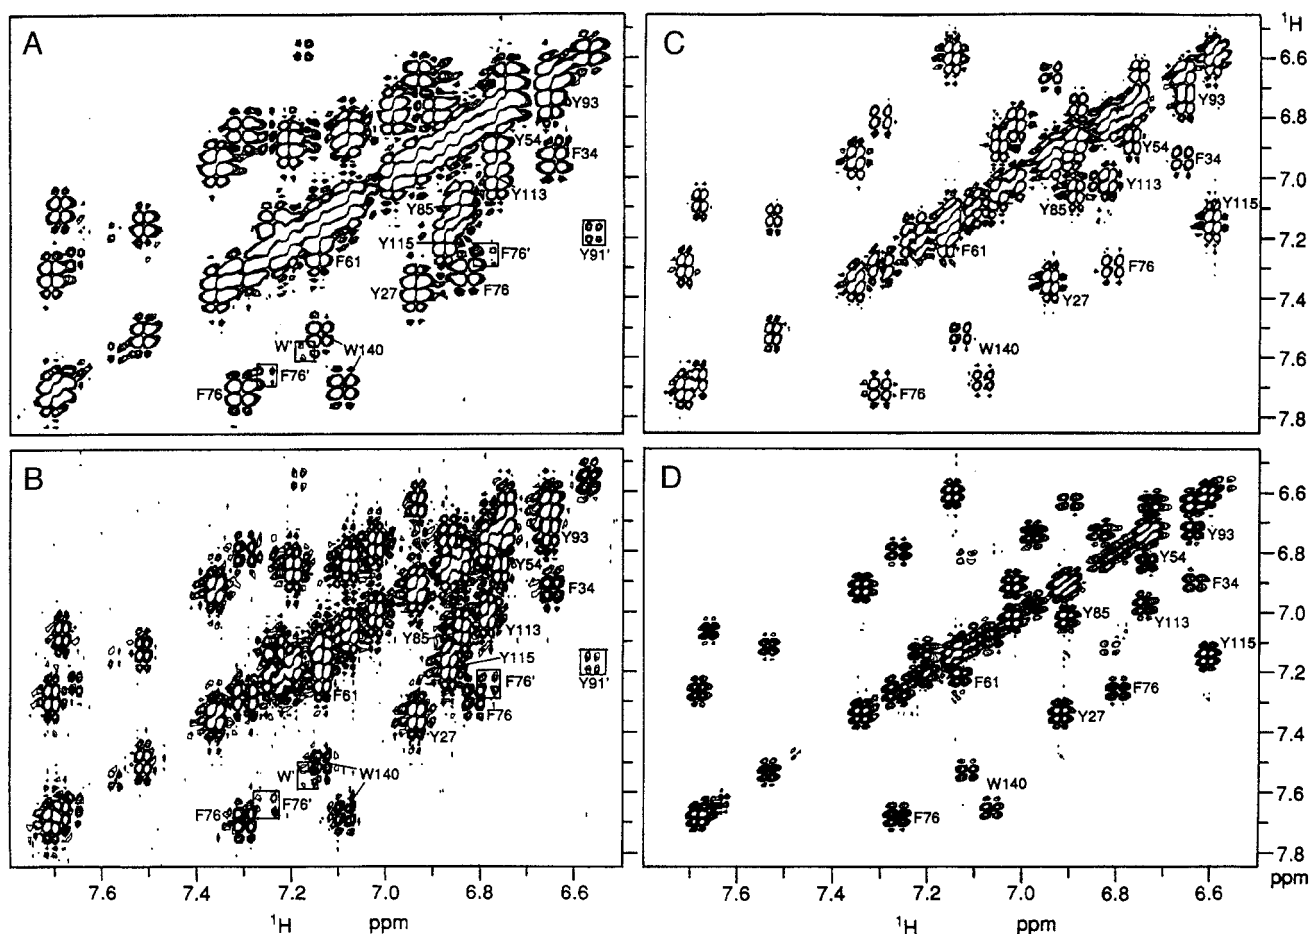 A
Y93
Y54
F34
Y113
Y85
Y115
F76'
Y91'
F61
Y27
F76
W'
W140
F76'
F76
C
¹H
6.6
Y93
6.8
Y54
F34
7.0
Y113
Y85
Y115
7.2
F61
F76
Y27
7.4
W140
7.6
F76
7.8
B
Y93
Y54
F34
Y85
Y113
Y115
F76'
Y91'
F61
F76
Y27
W'
W140
F76'
F76
7.6
7.4
7.2
7.0
6.8
6.6
¹H
ppm
D
6.6
Y93
6.8
Y54
F34
7.0
Y85
Y113
Y115
7.2
F61
F76
Y27
7.4
W140
7.6
F76
7.8
ppm
7.6
7.4
7.2
7.0
6.8
6.6
¹H
ppm